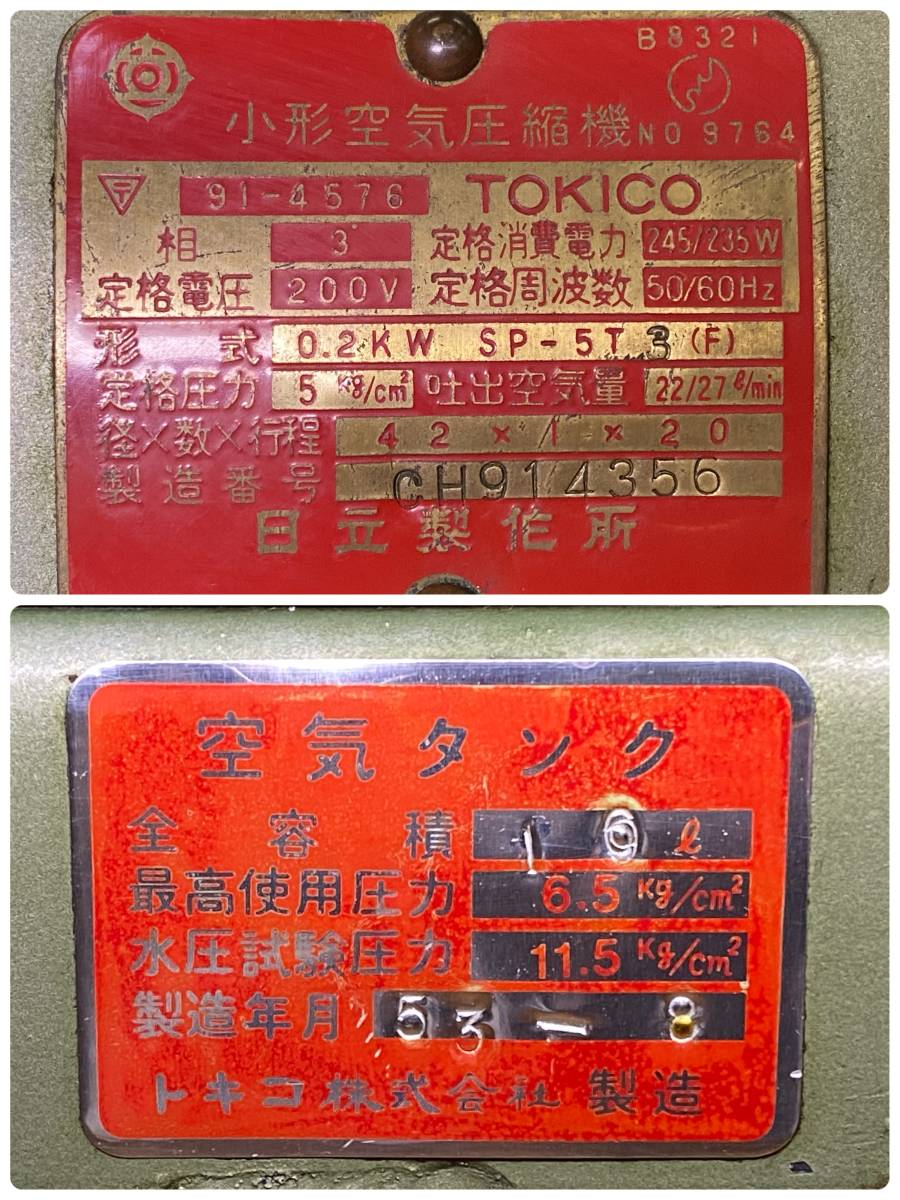 B8321
小形空気圧縮機 NO 9764
〒 91-4576 TOKICO
相 3 定格消費電力 245/235W
定格電圧 200V 定格周波数 50/60Hz
形式 0.2KW SP-5T 3 (F)
定格圧力 5 Kg/cm² 吐出空気量 22/27 ℓ/min
径×数×行程 42×1×20
製造番号 CH914356
日立製作所
空気タンク
全容積 10 ℓ
最高使用圧力 6.5 Kg/cm²
水圧試験圧力 11.5 Kg/cm²
製造年月 53-8
トキコ株式会社 製造